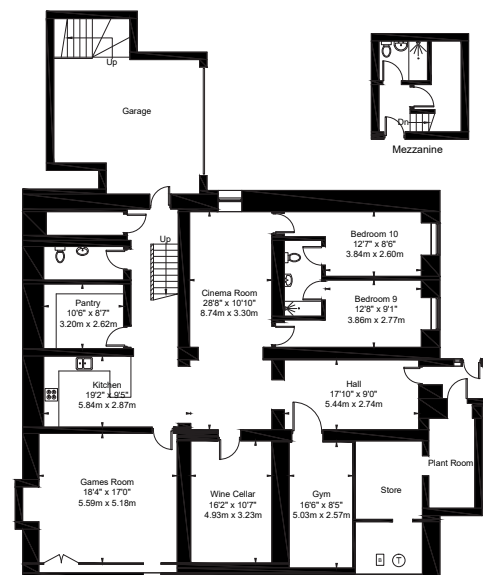 Up
Garage
Dn
Mezzanine
Bedroom 10
12'7" x 8'6"
3.84m x 2.60m
Up
Cinema Room
28'8" x 10'10"
8.74m x 3.30m
Pantry
10'6" x 8'7"
3.20m x 2.62m
Bedroom 9
12'8" x 9'1"
3.86m x 2.77m
Kitchen
19'2" x 9'5"
5.84m x 2.87m
Hall
17'10" x 9'0"
5.44m x 2.74m
Games Room
18'4" x 17'0"
5.59m x 5.18m
Wine Cellar
16'2" x 10'7"
4.93m x 3.23m
Gym
16'6" x 8'5"
5.03m x 2.57m
Store
Plant Room
B
T